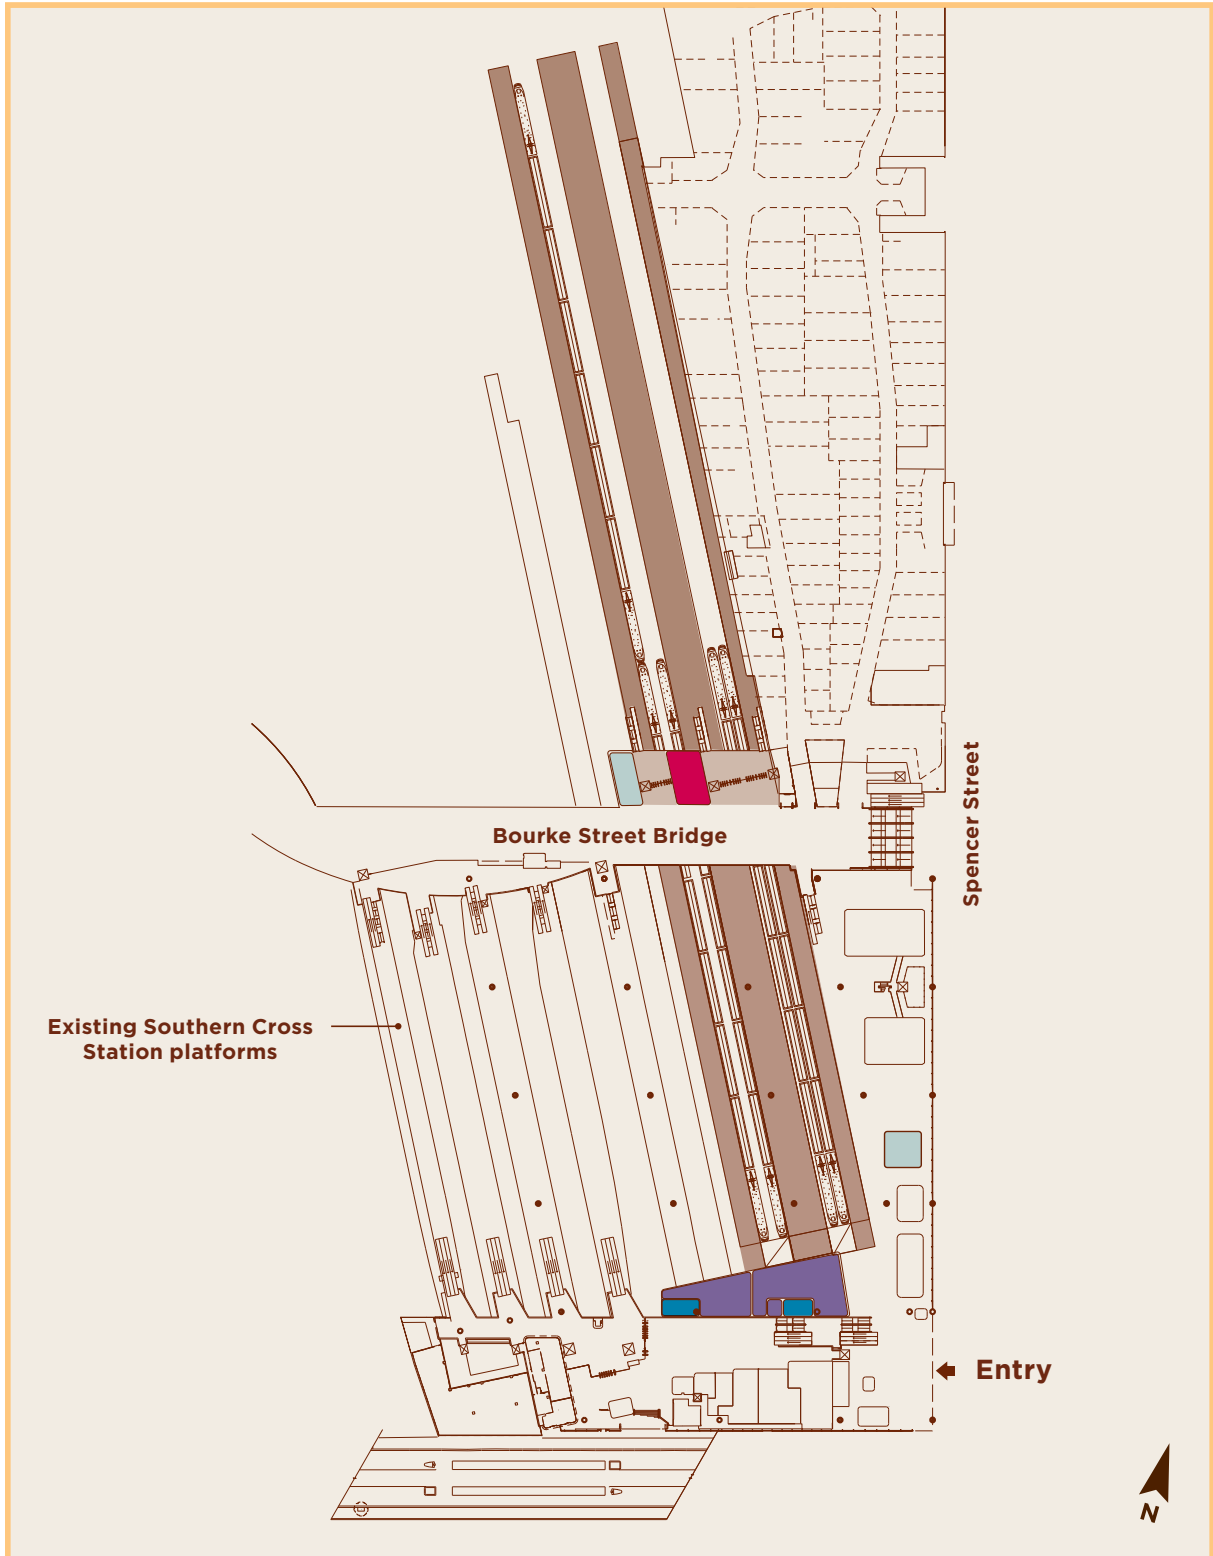 Bourke Street Bridge
Spencer Street
Existing Southern Cross
Station platforms
Entry
N